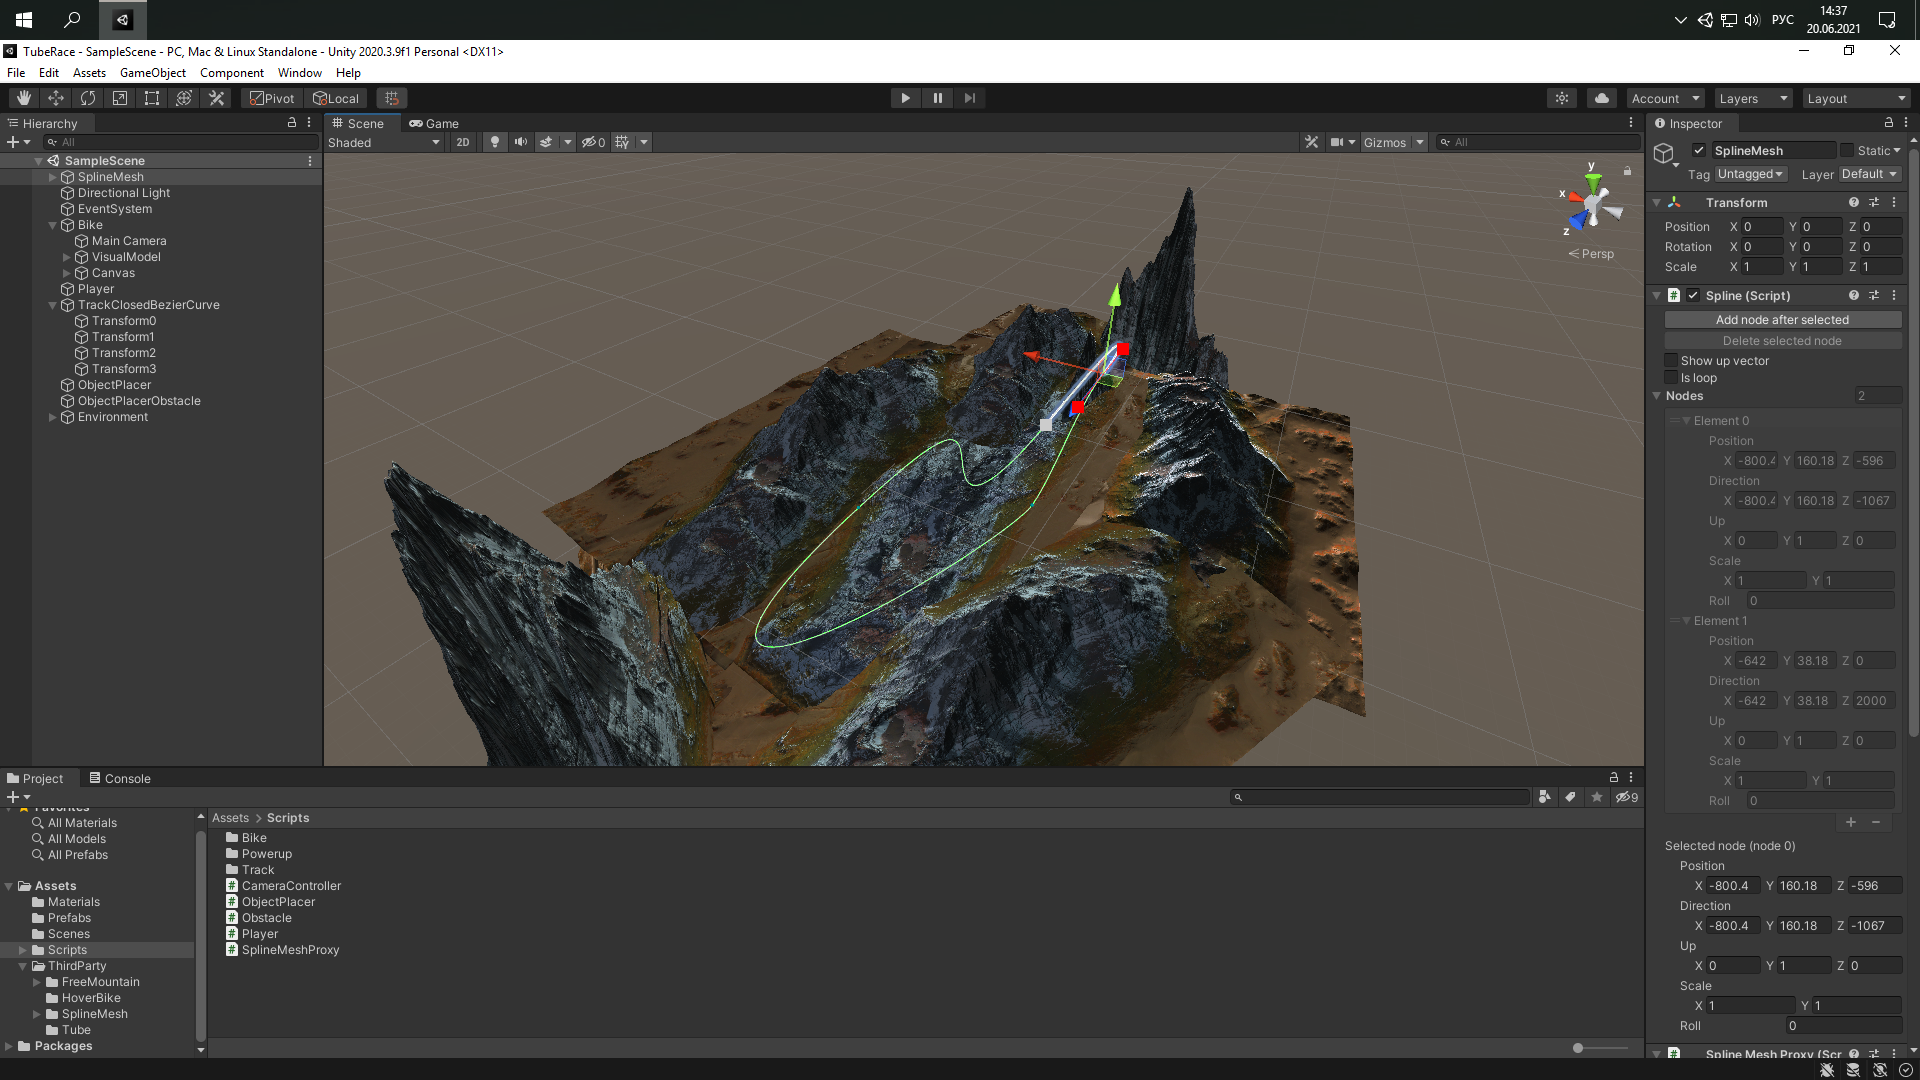 РУС
14:37
20.06.2021
TubeRace - SampleScene - PC, Mac & Linux Standalone - Unity 2020.3.9f1 Personal <DX11>
File Edit Assets GameObject Component Window Help
Pivot Local
Account Layers Layout
Hierarchy
All
SampleScene
SplineMesh
Directional Light
EventSystem
Bike
Main Camera
VisualModel
Canvas
Player
TrackClosedBezierCurve
Transform0
Transform1
Transform2
Transform3
ObjectPlacer
ObjectPlacerObstacle
Environment
Scene Game
Shaded 2D 0 Gizmos All
y
x
z
Persp
Inspector
SplineMesh Static
Tag Untagged Layer Default
Transform
Position X 0 Y 0 Z 0
Rotation X 0 Y 0 Z 0
Scale X 1 Y 1 Z 1
Spline (Script)
Add node after selected
Delete selected node
Show up vector
Is loop
Nodes 2
Element 0
Position
X -800.4 Y 160.18 Z -596
Direction
X -800.4 Y 160.18 Z -1067
Up
X 0 Y 1 Z 0
Scale
X 1 Y 1
Roll 0
Element 1
Position
X -642 Y 38.18 Z 0
Direction
X -642 Y 38.18 Z 2000
Up
X 0 Y 1 Z 0
Scale
X 1 Y 1
Roll 0
Selected node (node 0)
Position
X -800.4 Y 160.18 Z -596
Direction
X -800.4 Y 160.18 Z -1067
Up
X 0 Y 1 Z 0
Scale
X 1 Y 1
Roll 0
Spline Mesh Proxy (Scr
Project Console
9
Favorites
All Materials
All Models
All Prefabs
Assets
Materials
Prefabs
Scenes
Scripts
ThirdParty
FreeMountain
HoverBike
SplineMesh
Tube
Packages
Assets > Scripts
Bike
Powerup
Track
CameraController
ObjectPlacer
Obstacle
Player
SplineMeshProxy